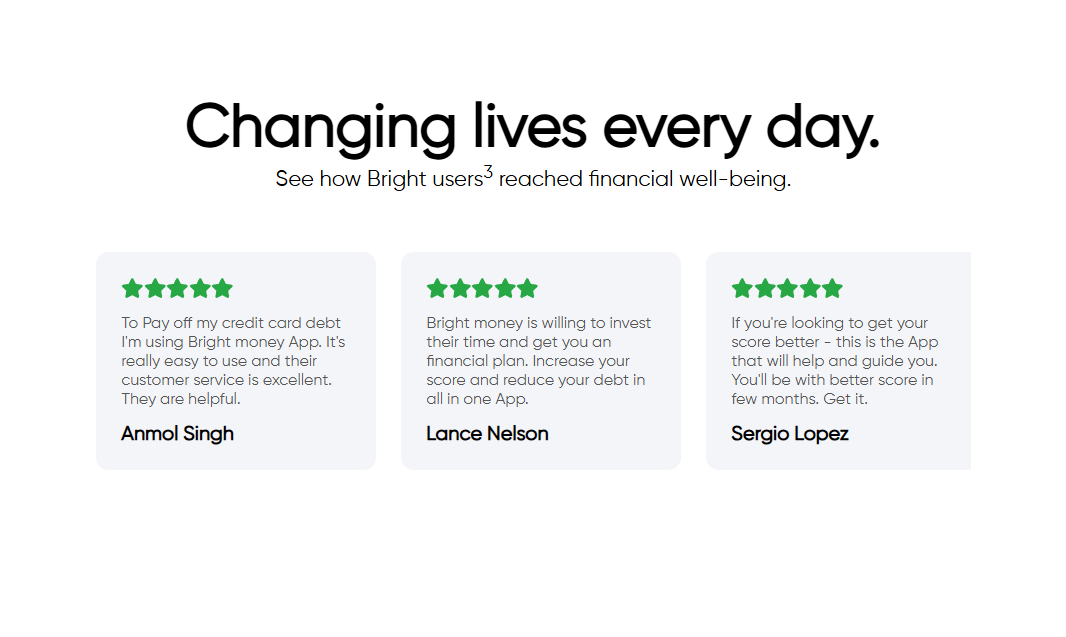 Changing lives every day.
See how Bright users³ reached financial well-being.
To Pay off my credit card debt
I'm using Bright money App. It's
really easy to use and their
customer service is excellent.
They are helpful.
Anmol Singh
Bright money is willing to invest
their time and get you an
financial plan. Increase your
score and reduce your debt in
all in one App.
Lance Nelson
If you're looking to get your
score better - this is the App
that will help and guide you.
You'll be with better score in
few months. Get it.
Sergio Lopez